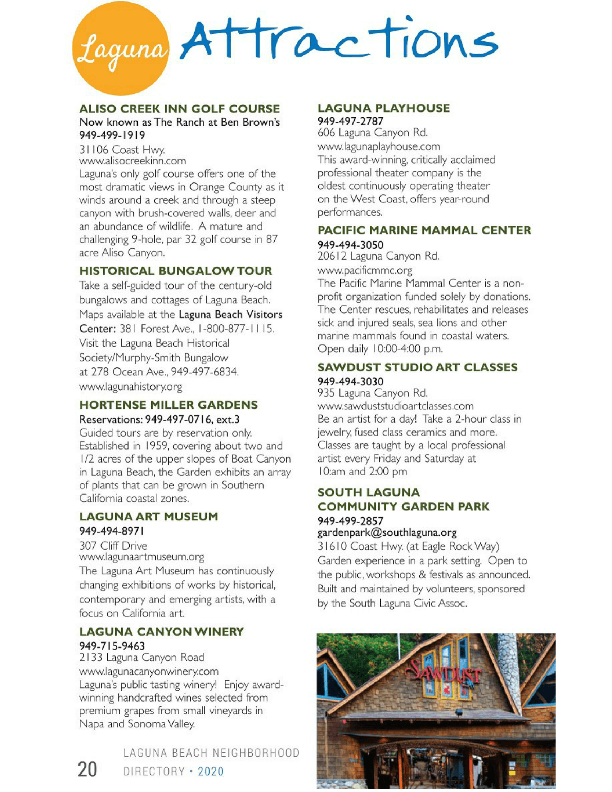 Laguna Attractions
ALISO CREEK INN GOLF COURSE
Now known as The Ranch at Ben Brown's
949-499-1919
31106 Coast Hwy.
www.alisocreekinn.com
Laguna's only golf course offers one of the
most dramatic views in Orange County as it
winds around a creek and through a steep
canyon with brush-covered walls, deer and
an abundance of wildlife. A mature and
challenging 9-hole, par 32 golf course in 87
acre Aliso Canyon.
HISTORICAL BUNGALOW TOUR
Take a self-guided tour of the century-old
bungalows and cottages of Laguna Beach.
Maps available at the Laguna Beach Visitors
Center: 381 Forest Ave., 1-800-877-1115.
Visit the Laguna Beach Historical
Society/Murphy-Smith Bungalow
at 278 Ocean Ave., 949-497-6834.
www.lagunahistory.org
HORTENSE MILLER GARDENS
Reservations: 949-497-0716, ext.3
Guided tours are by reservation only.
Established in 1959, covering about two and
1/2 acres of the upper slopes of Boat Canyon
in Laguna Beach, the Garden exhibits an array
of plants that can be grown in Southern
California coastal zones.
LAGUNA ART MUSEUM
949-494-8971
307 Cliff Drive
www.lagunaartmuseum.org
The Laguna Art Museum has continuously
changing exhibitions of works by historical,
contemporary and emerging artists, with a
focus on California art.
LAGUNA CANYON WINERY
949-715-9463
2133 Laguna Canyon Road
www.lagunacanyonwinery.com
Laguna's public tasting winery! Enjoy award-
winning handcrafted wines selected from
premium grapes from small vineyards in
Napa and Sonoma Valley.
LAGUNA PLAYHOUSE
949-497-2787
606 Laguna Canyon Rd.
www.lagunaplayhouse.com
This award-winning, critically acclaimed
professional theater company is the
oldest continuously operating theater
on the West Coast, offers year-round
performances.
PACIFIC MARINE MAMMAL CENTER
949-494-3050
20612 Laguna Canyon Rd.
www.pacificmmc.org
The Pacific Marine Mammal Center is a non-
profit organization funded solely by donations.
The Center rescues, rehabilitates and releases
sick and injured seals, sea lions and other
marine mammals found in coastal waters.
Open daily 10:00-4:00 p.m.
SAWDUST STUDIO ART CLASSES
949-494-3030
935 Laguna Canyon Rd.
www.sawduststudioartclasses.com
Be an artist for a day! Take a 2-hour class in
jewelry, fused class ceramics and more.
Classes are taught by a local professional
artist every Friday and Saturday at
10:am and 2:00 pm
SOUTH LAGUNA
COMMUNITY GARDEN PARK
949-499-2857
gardenpark@southlaguna.org
31610 Coast Hwy. (at Eagle Rock Way)
Garden experience in a park setting. Open to
the public, workshops & festivals as announced.
Built and maintained by volunteers, sponsored
by the South Laguna Civic Assoc.
SAWDUST
20
LAGUNA BEACH NEIGHBORHOOD
DIRECTORY • 2020